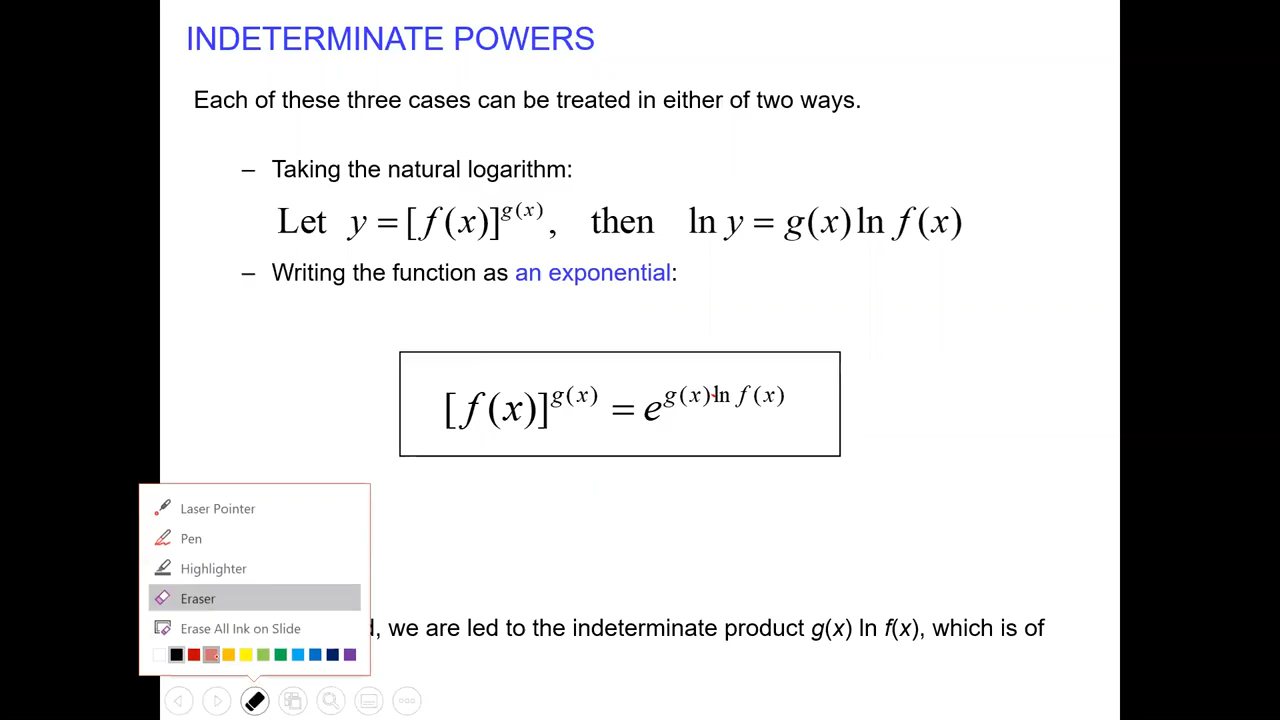 INDETERMINATE POWERS
Each of these three cases can be treated in either of two ways.
– Taking the natural logarithm:
Let y = [f(x)]^{g(x)}, then ln y = g(x) ln f(x)
– Writing the function as an exponential:
[f(x)]^{g(x)} = e^{g(x) ln f(x)}
Laser Pointer
Pen
Highlighter
Eraser
Erase All Ink on Slide
, we are led to the indeterminate product g(x) ln f(x), which is of